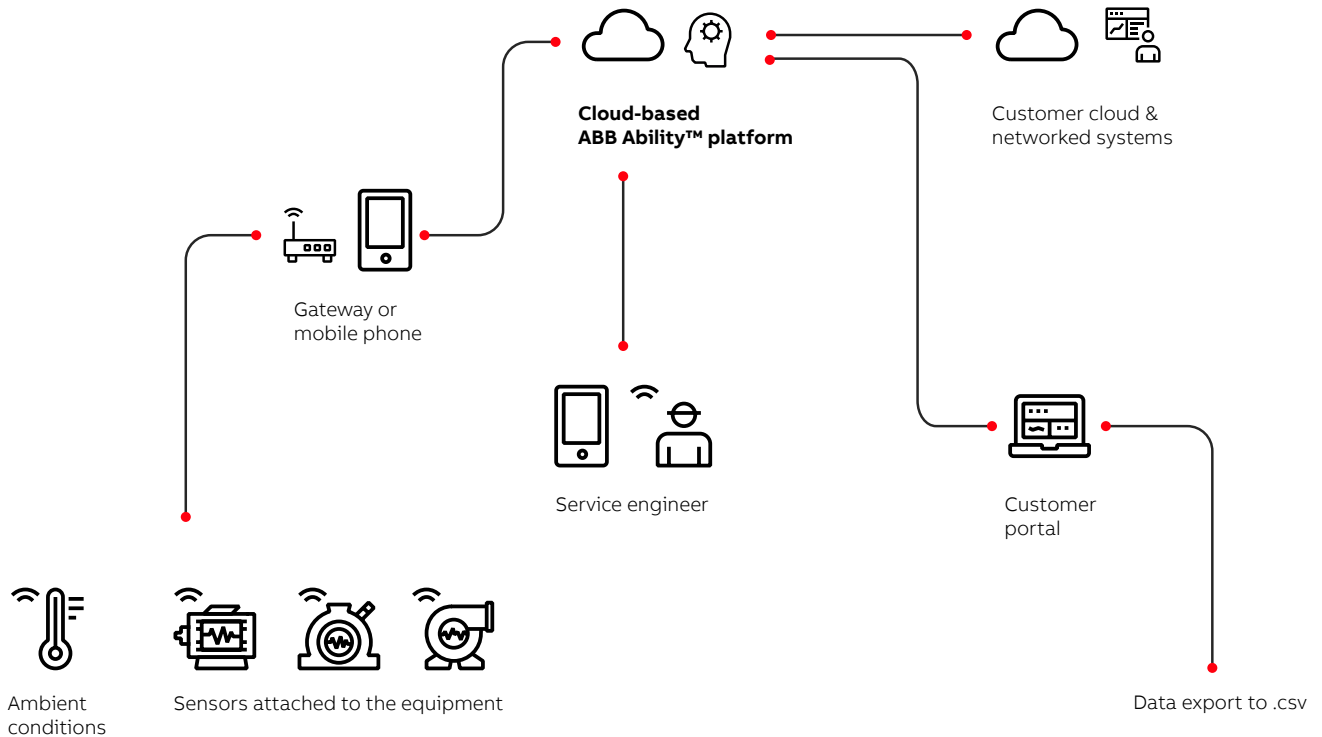 Cloud-based
ABB Ability™ platform
Customer cloud &
networked systems
Gateway or
mobile phone
Service engineer
Customer
portal
Ambient
conditions
Sensors attached to the equipment
Data export to .csv